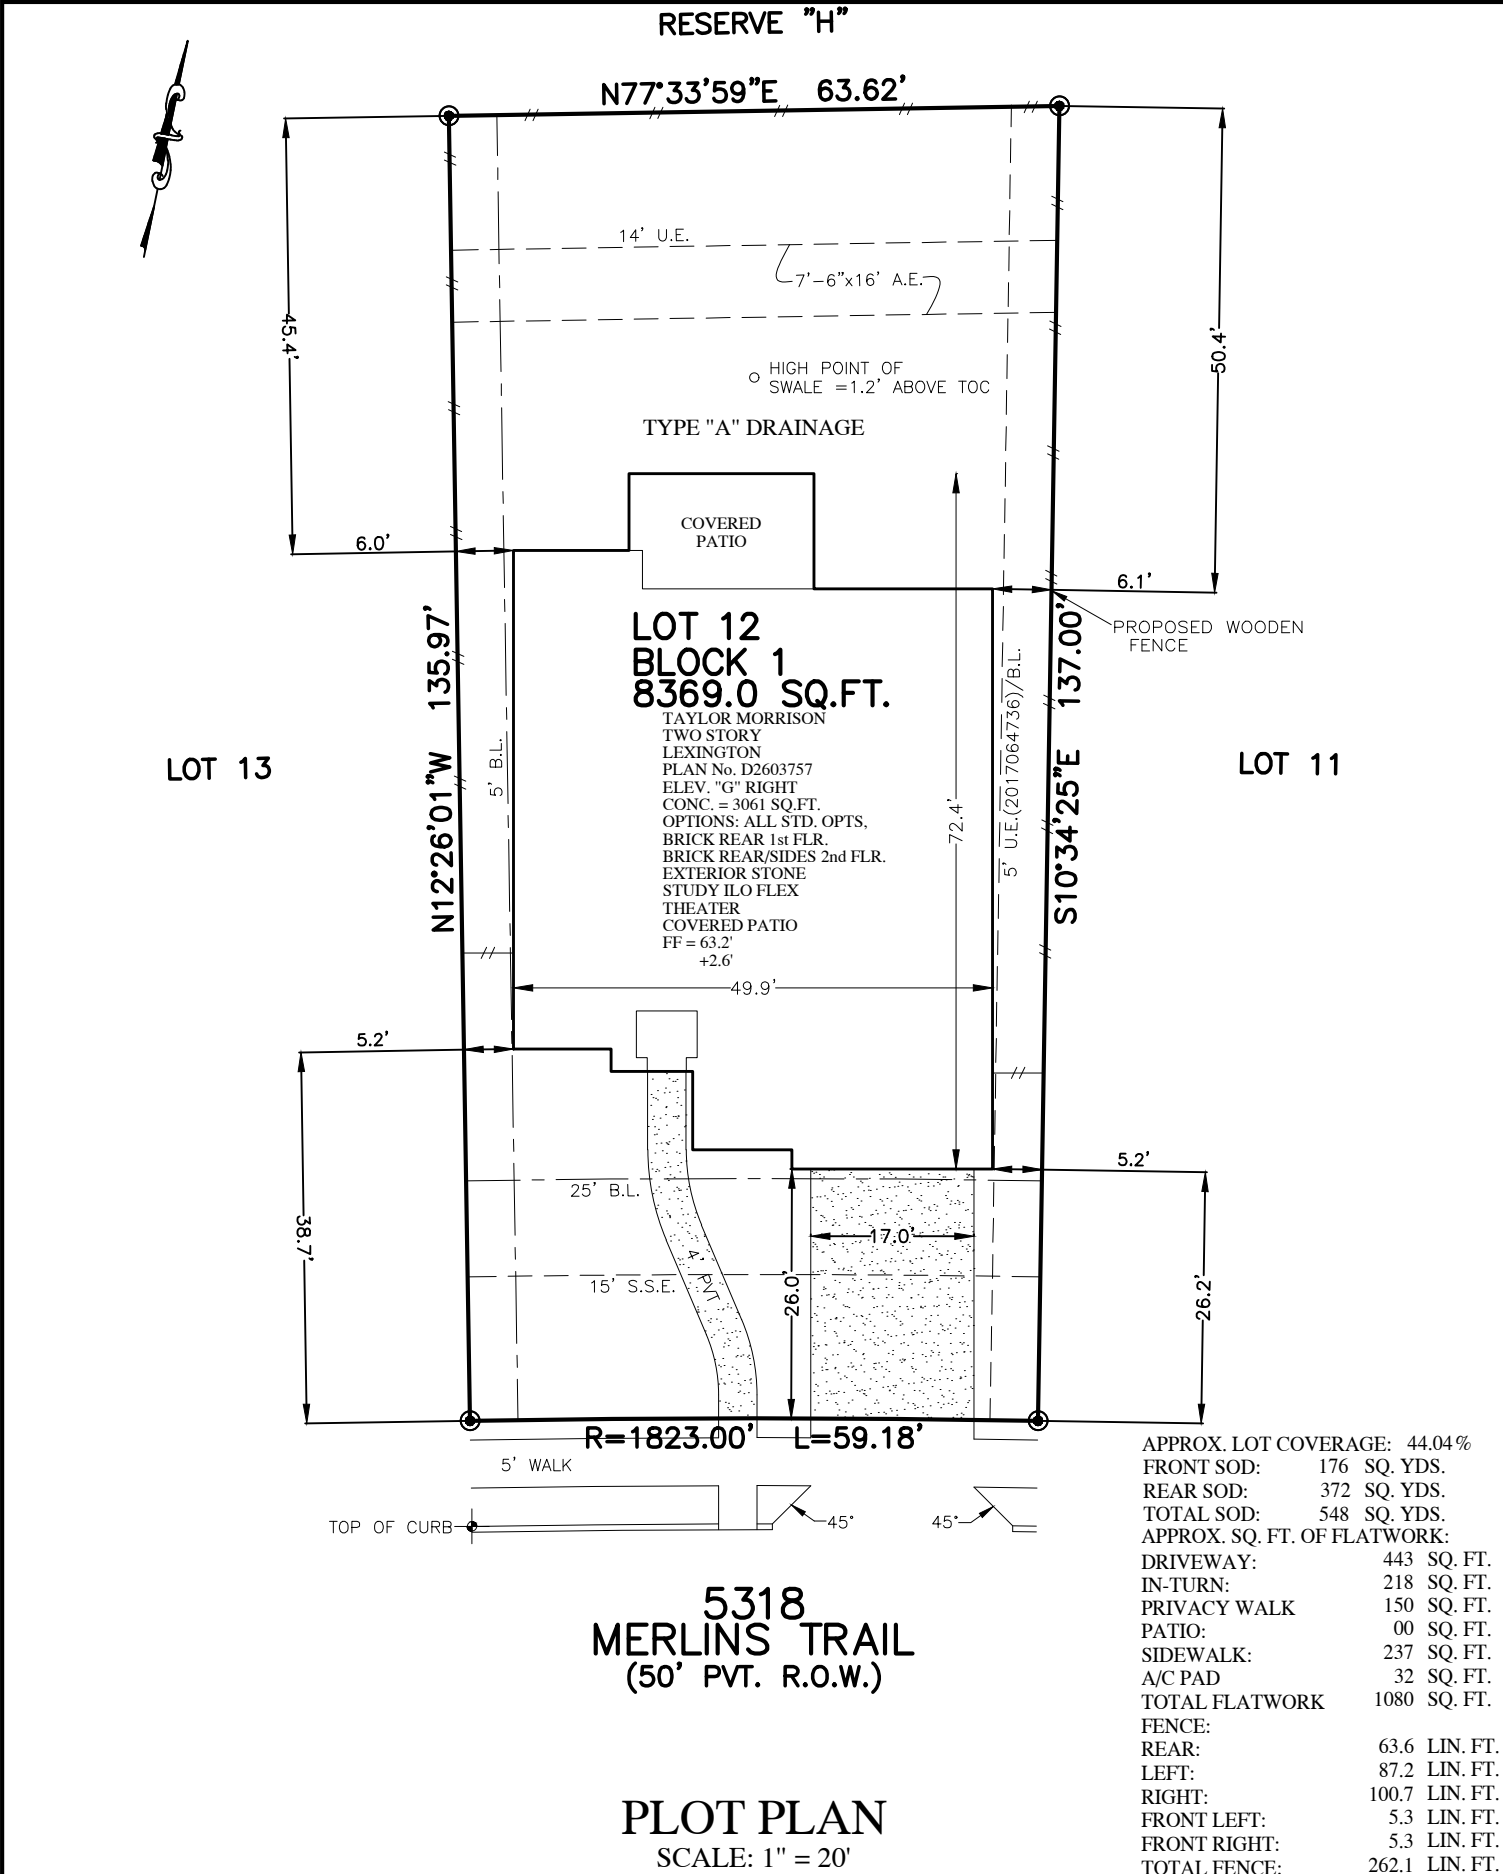 RESERVE "H"
N77°33'59"E 63.62'
14' U.E.
7'-6"x16' A.E.
45.4'
50.4'
HIGH POINT OF
SWALE =1.2' ABOVE TOC
TYPE "A" DRAINAGE
COVERED
PATIO
6.0'
6.1'
PROPOSED WOODEN
FENCE
LOT 12
BLOCK 1
8369.0 SQ.FT.
TAYLOR MORRISON
TWO STORY
LEXINGTON
PLAN No. D2603757
ELEV. "G" RIGHT
CONC. = 3061 SQ.FT.
OPTIONS: ALL STD. OPTS,
BRICK REAR 1st FLR.
BRICK REAR/SIDES 2nd FLR.
EXTERIOR STONE
STUDY ILO FLEX
THEATER
COVERED PATIO
FF = 63.2'
+2.6'
N12°26'01"W 135.97'
5' B.L.
72.4'
5' U.E.(2017064736)/B.L.
S10°34'25"E 137.00'
LOT 13
LOT 11
49.9'
5.2'
5.2'
25' B.L.
17.0'
4' PVT
15' S.S.E.
38.7'
26.0'
26.2'
R=1823.00' L=59.18'
5' WALK
TOP OF CURB
45°
45°
5318
MERLINS TRAIL
(50' PVT. R.O.W.)
PLOT PLAN
SCALE: 1" = 20'
APPROX. LOT COVERAGE: 44.04%
FRONT SOD: 176 SQ. YDS.
REAR SOD: 372 SQ. YDS.
TOTAL SOD: 548 SQ. YDS.
APPROX. SQ. FT. OF FLATWORK:
DRIVEWAY: 443 SQ. FT.
IN-TURN: 218 SQ. FT.
PRIVACY WALK 150 SQ. FT.
PATIO: 00 SQ. FT.
SIDEWALK: 237 SQ. FT.
A/C PAD 32 SQ. FT.
TOTAL FLATWORK 1080 SQ. FT.
FENCE:
REAR: 63.6 LIN. FT.
LEFT: 87.2 LIN. FT.
RIGHT: 100.7 LIN. FT.
FRONT LEFT: 5.3 LIN. FT.
FRONT RIGHT: 5.3 LIN. FT.
TOTAL FENCE: 262.1 LIN. FT.